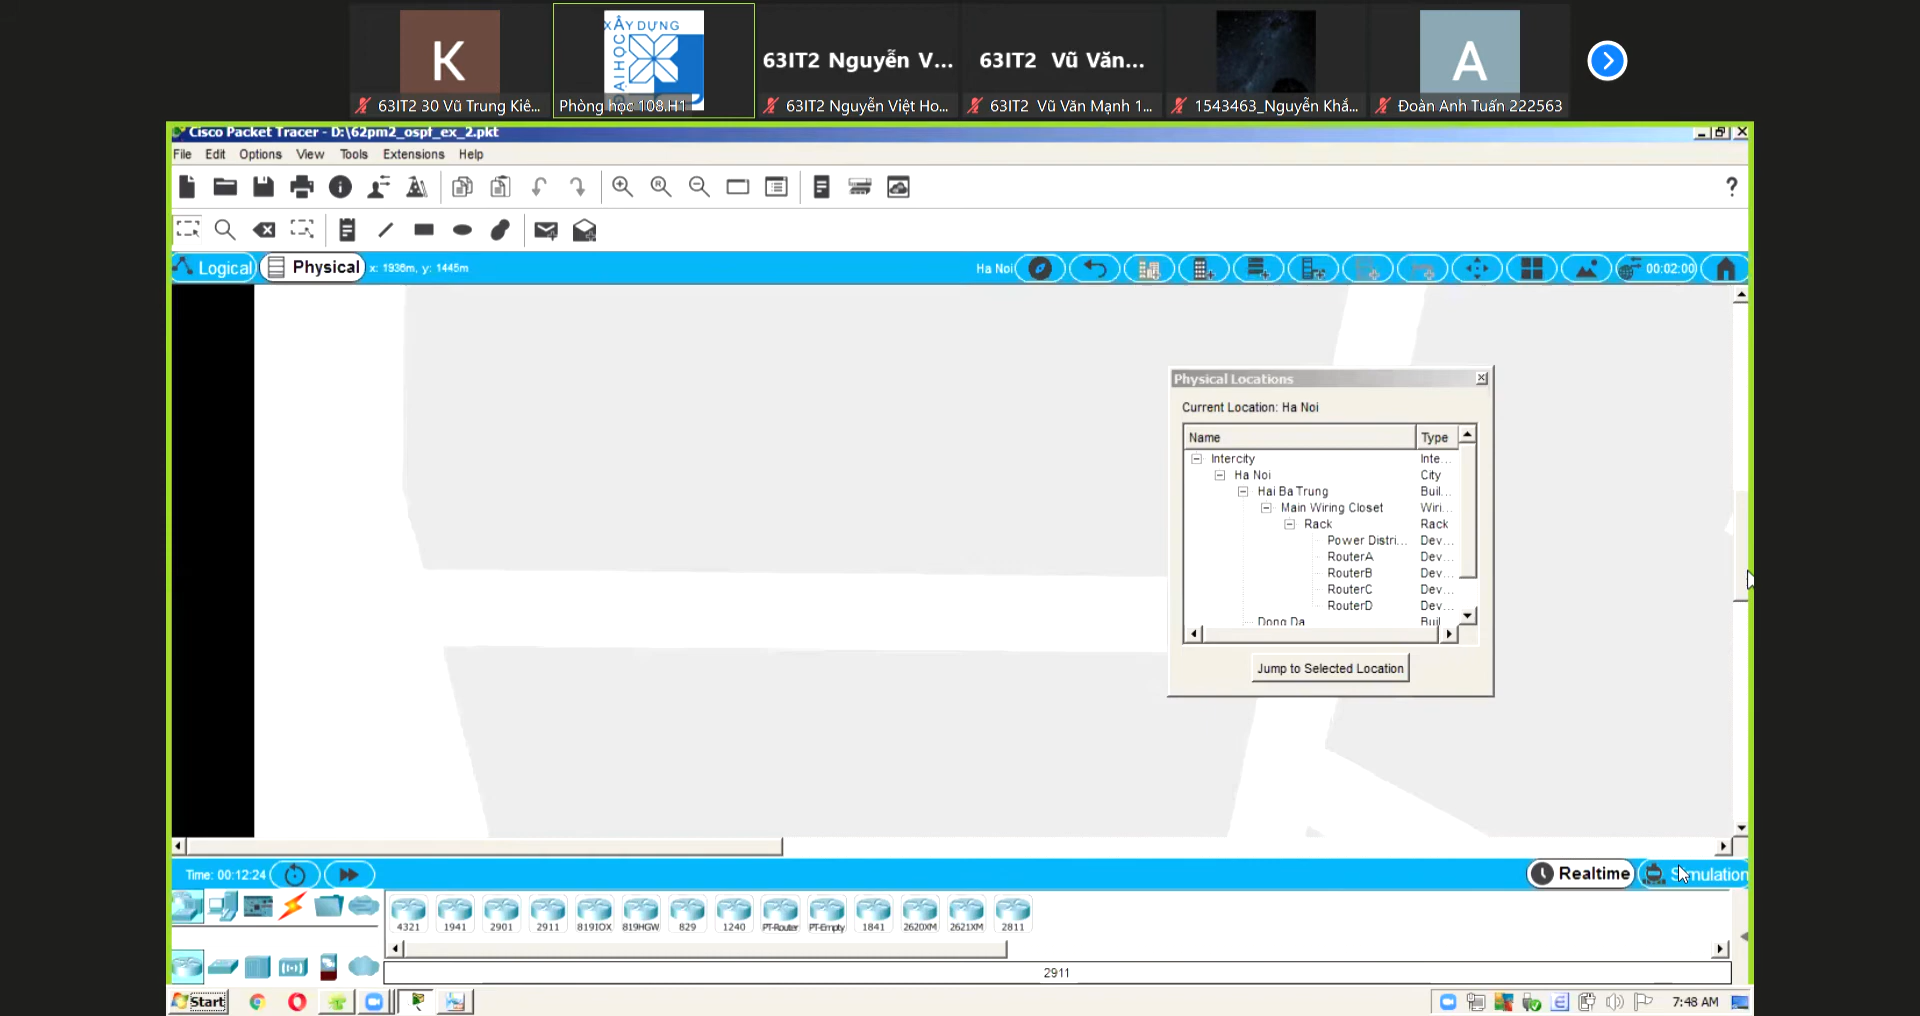 K
XÂY DỰNG
ĐẠI HỌC
63IT2 Nguyễn V...
63IT2 Vũ Văn...
A
63IT2 30 Vũ Trung Kiê...
Phòng học 108.H1
63IT2 Nguyễn Việt Ho...
63IT2 Vũ Văn Mạnh 1...
1543463_Nguyễn Khắ...
Đoàn Anh Tuấn 222563
Cisco Packet Tracer - D:\62pm2_ospf_ex_2.pkt
File Edit Options View Tools Extensions Help
?
Logical Physical x: 1936m, y: 1445m Ha Noi 00:02:00
Physical Locations
Current Location: Ha Noi
Name Type
Intercity Inte...
Ha Noi City
Hai Ba Trung Buil...
Main Wiring Closet Wiri...
Rack Rack
Power Distri... Dev...
RouterA Dev...
RouterB Dev...
RouterC Dev...
RouterD Dev...
Dong Da Buil
Jump to Selected Location
Time: 00:12:24 Realtime Simulation
4321 1941 2901 2911 819IOX 819HGW 829 1240 PT-Router PT-Empty 1841 2620XM 2621XM 2811
2911
Start 7:48 AM